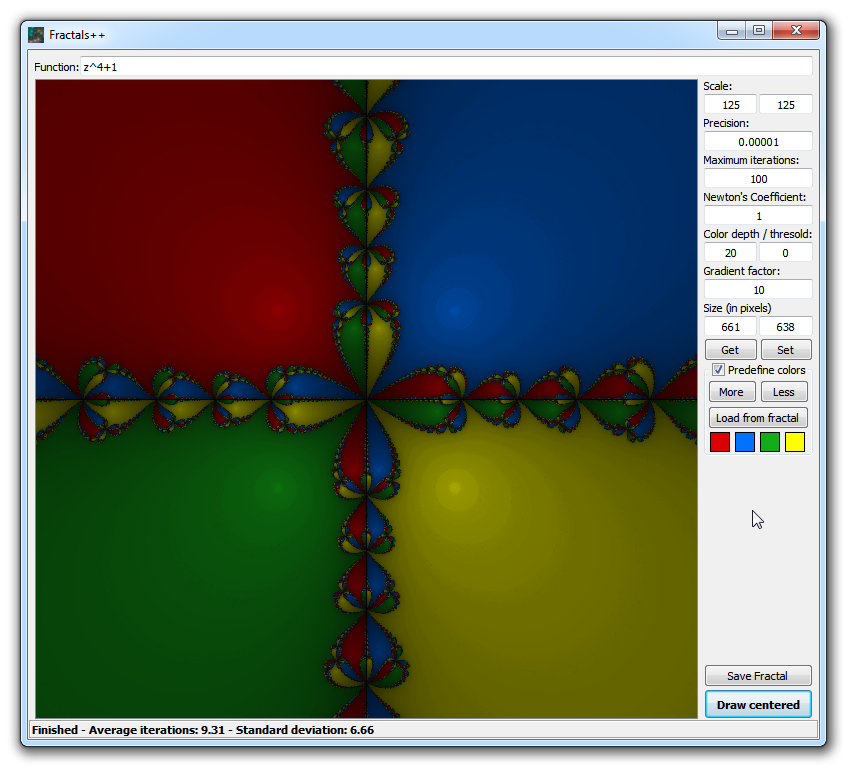 Fractals++
Function: z^4+1
Scale:
125 125
Precision:
0.00001
Maximum iterations:
100
Newton's Coefficient:
1
Color depth / thresold:
20 0
Gradient factor:
10
Size (in pixels)
661 638
Get Set
Predefine colors
More Less
Load from fractal
Save Fractal
Draw centered
Finished - Average iterations: 9.31 - Standard deviation: 6.66